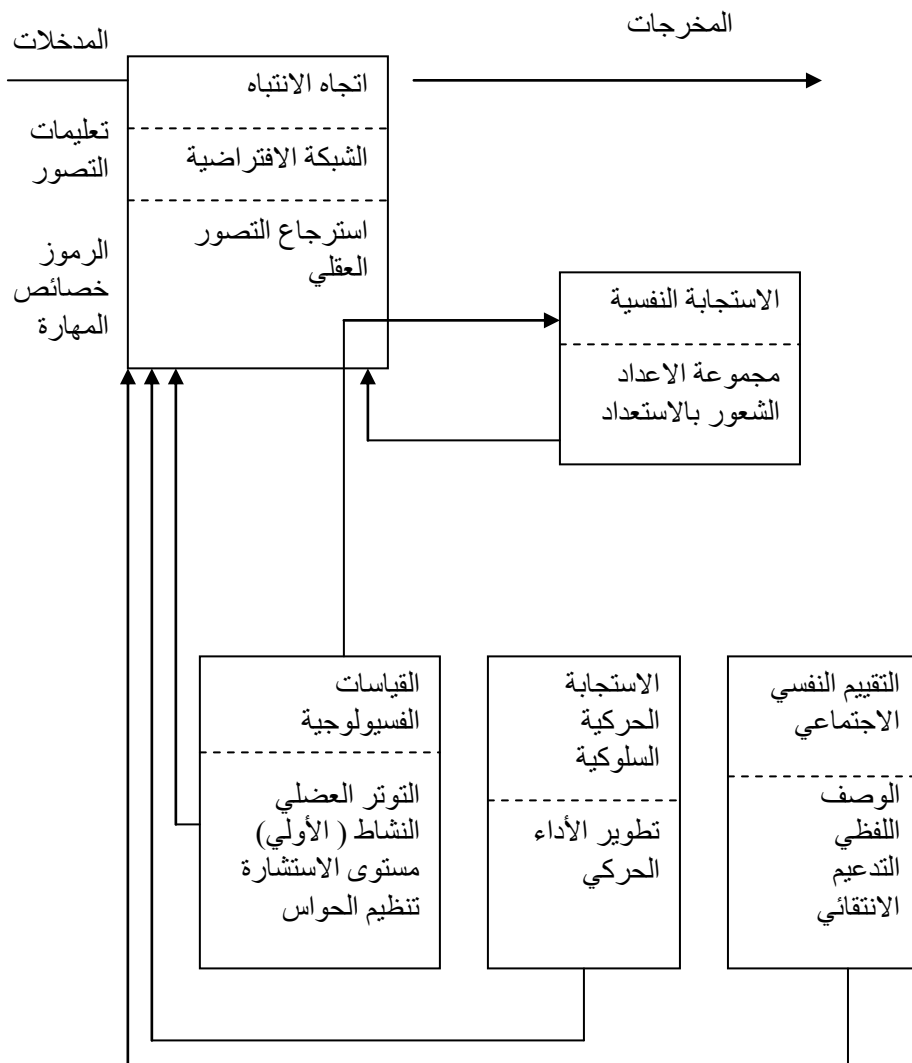 المخرجات
المدخلات
اتجاه الانتباه
تعليمات
التصور
الشبكة الافتراضية
استرجاع التصور
العقلي
الرموز
خصائص
المهارة
الاستجابة النفسية
مجموعة الاعداد
الشعور بالاستعداد
القياسات
الفسيولوجية
التوتر العضلي
النشاط ( الأولي)
مستوى الاستشارة
تنظيم الحواس
الاستجابة
الحركية
السلوكية
تطوير الأداء
الحركي
التقييم النفسي
الاجتماعي
الوصف
اللفظي
التدعيم
الانتقائي